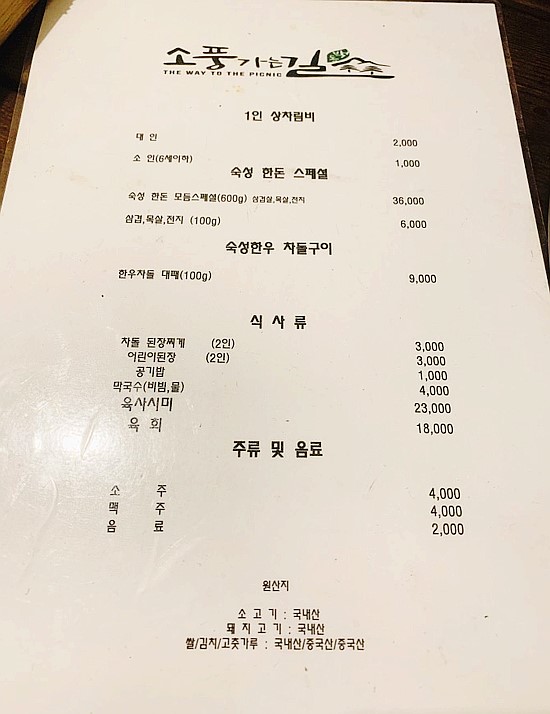 소풍가는길
THE WAY TO THE PICNIC
1인 상차림비
대 인 2,000
소 인(6세이하) 1,000
숙성 한돈 스페셜
숙성 한돈 모듬스페셜(600g) 삼겹살,목살,전지 36,000
삼겹,목살,전지 (100g) 6,000
숙성한우 차돌구이
한우차돌 대패(100g) 9,000
식 사 류
차돌 된장찌게 (2인) 3,000
어린이된장 (2인) 3,000
공기밥 1,000
막국수(비빔,물) 4,000
육사시미 23,000
육 회 18,000
주류 및 음료
소 주 4,000
맥 주 4,000
음 료 2,000
원산지
소 고 기 : 국내산
돼 지 고 기 : 국내산
쌀/김치/고춧가루 : 국내산/중국산/중국산